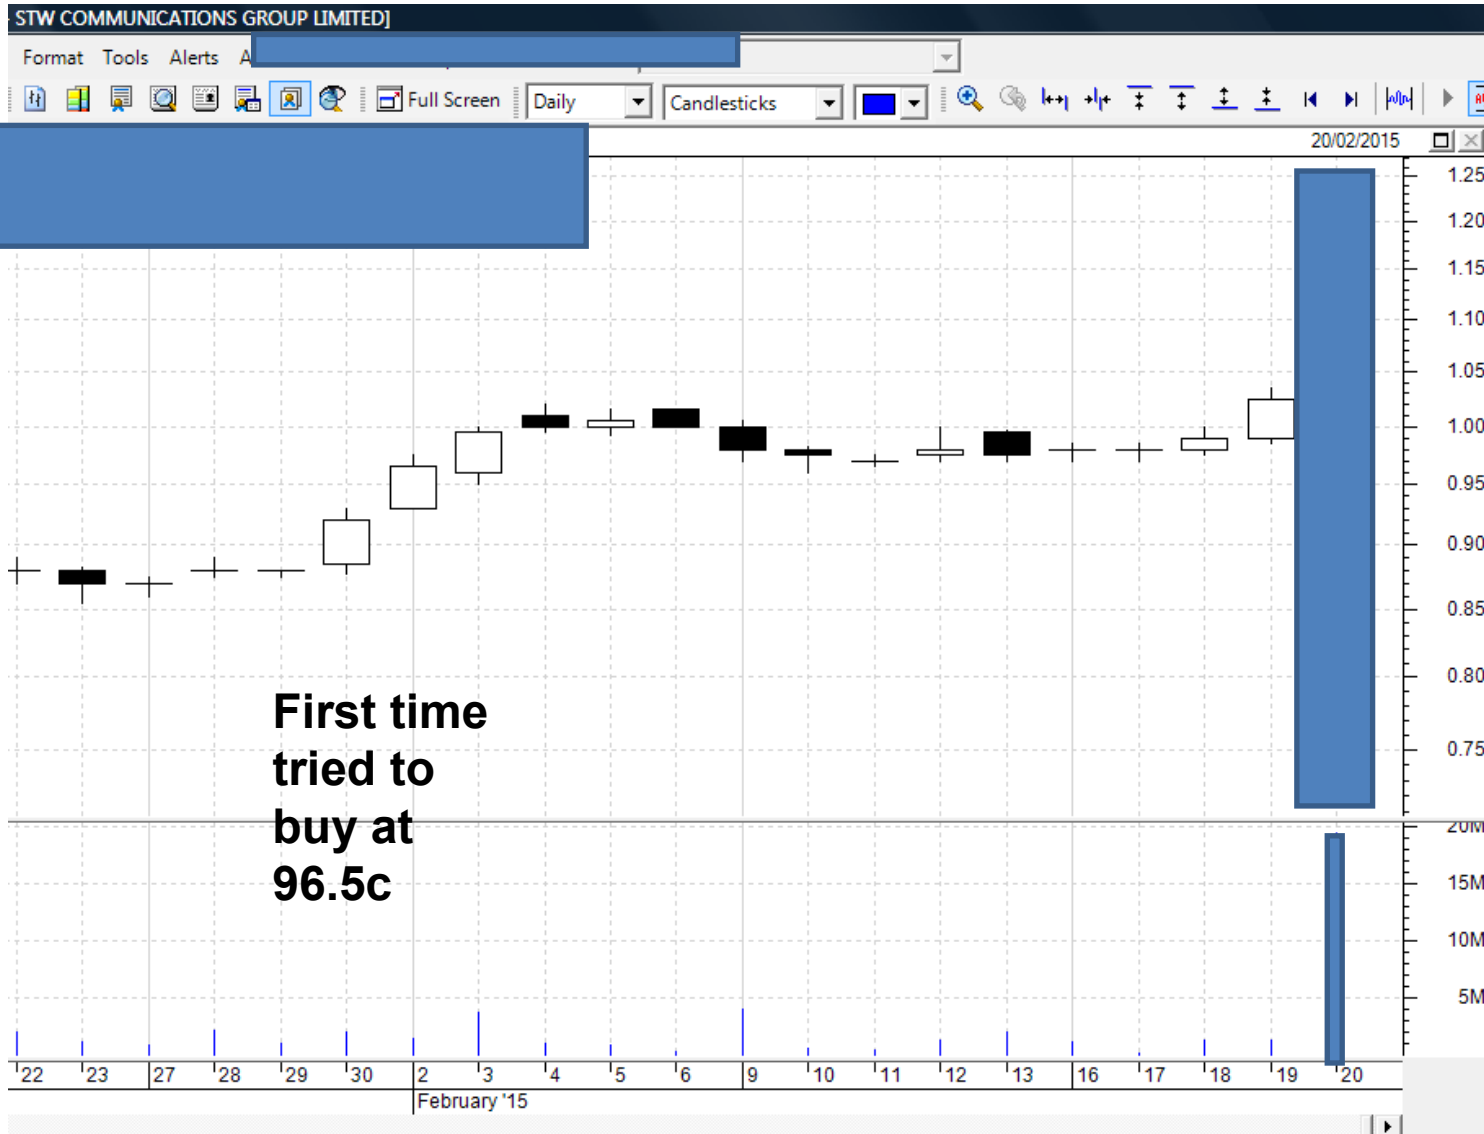 STW COMMUNICATIONS GROUP LIMITED]
Format Tools Alerts
Full Screen Daily Candlesticks
20/02/2015
1.25
1.20
1.15
1.10
1.05
1.00
0.95
0.90
0.85
0.80
0.75
First time
tried to
buy at
96.5c
20M
15M
10M
5M
22 23 27 28 29 30 2 3 4 5 6 9 10 11 12 13 16 17 18 19 20
February '15